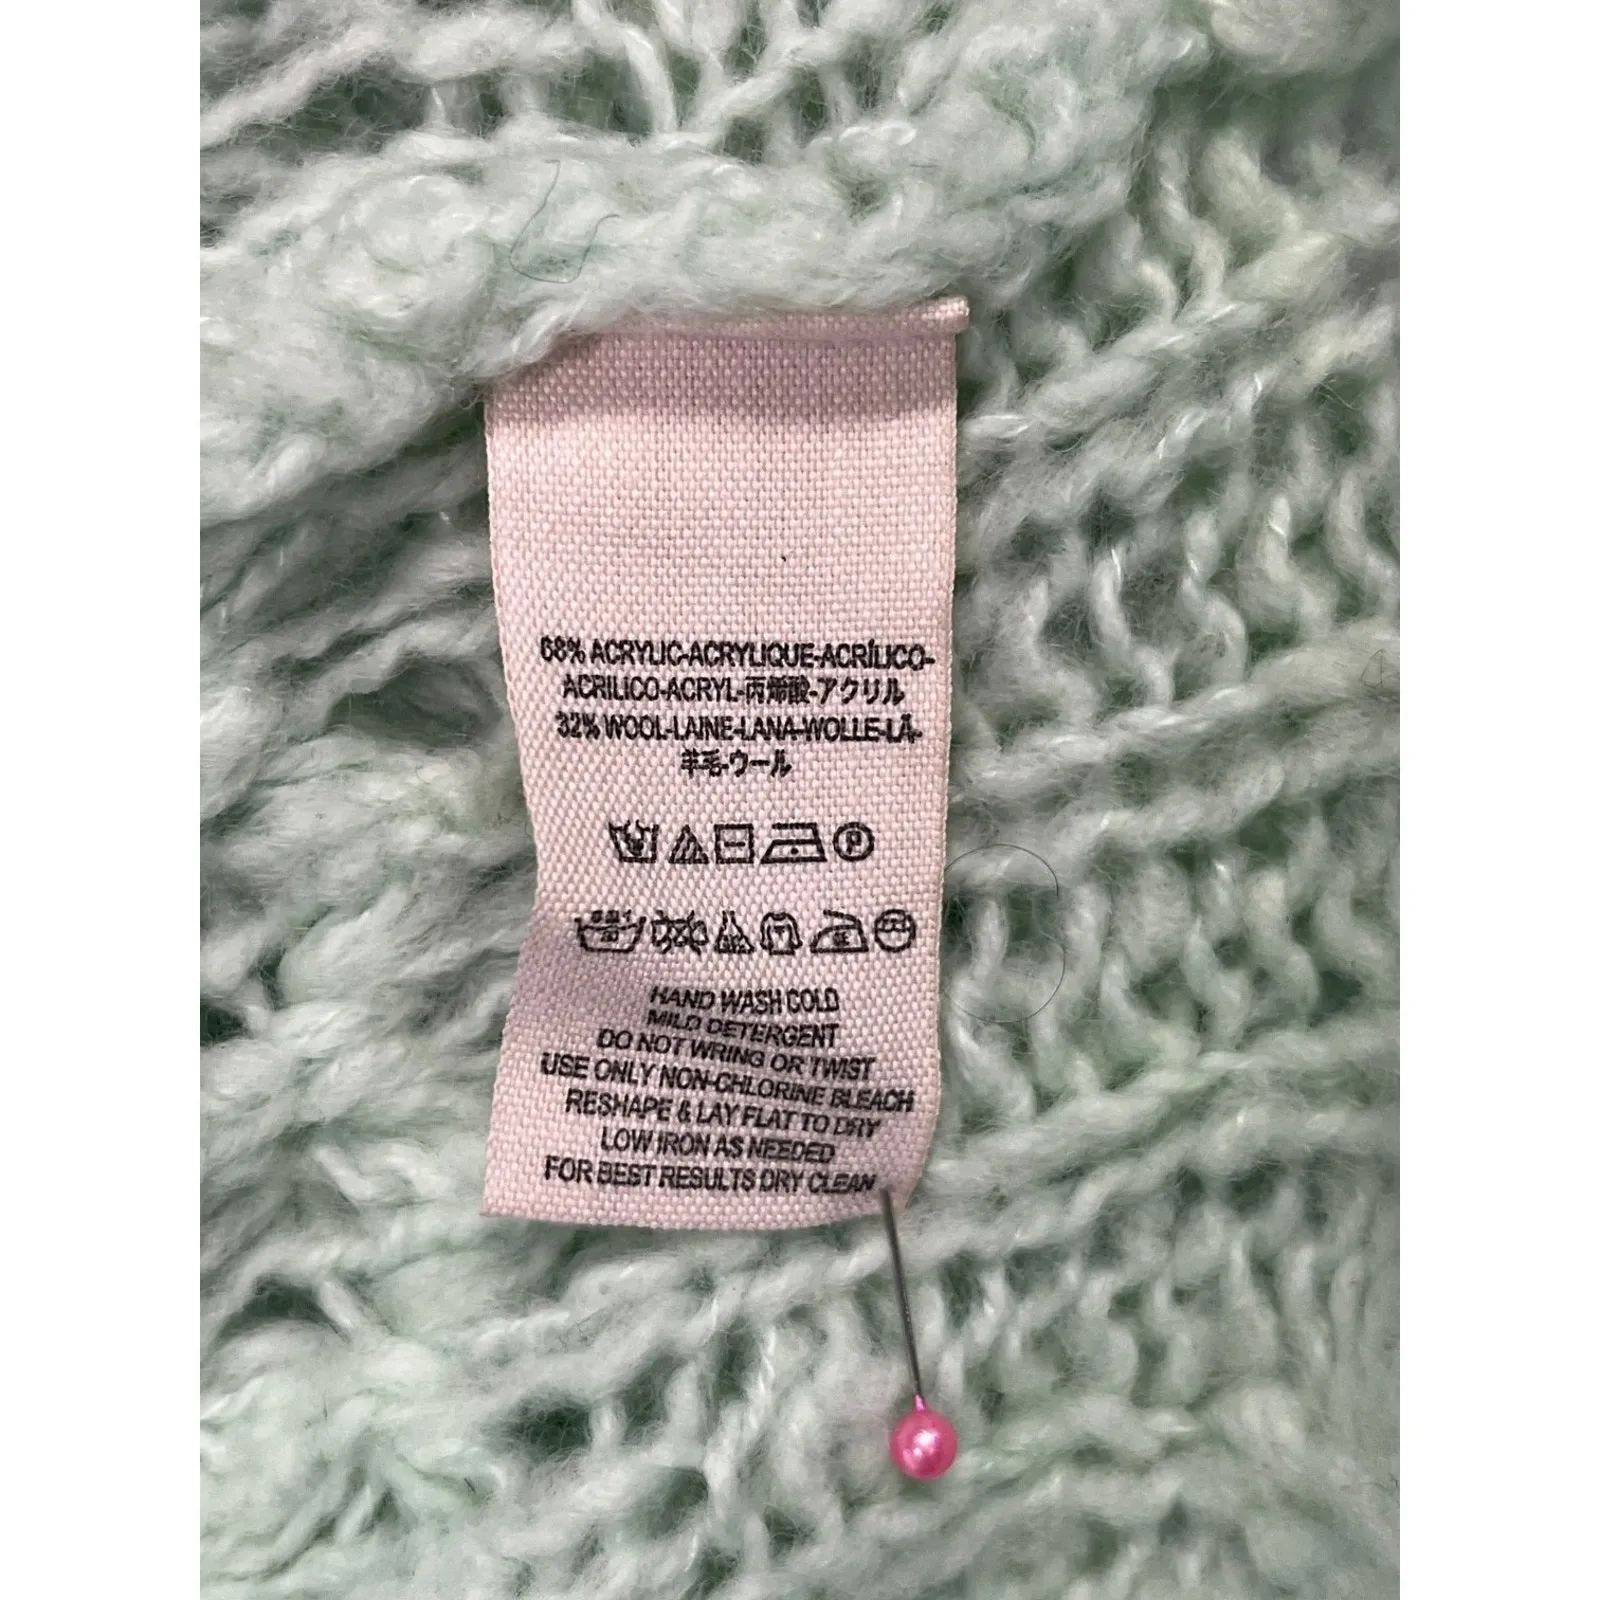 68% ACRYLIC-ACRYLIQUE-ACRÍLICO-
ACRILICO-ACRYL-丙烯酸-アクリル
32% WOOL-LAINE-LANA-WOLLE-LÃ-
羊毛-ウール
P
HAND WASH COLD
MILD DETERGENT
DO NOT WRING OR TWIST
USE ONLY NON-CHLORINE BLEACH
RESHAPE & LAY FLAT TO DRY
LOW IRON AS NEEDED
FOR BEST RESULTS DRY CLEAN